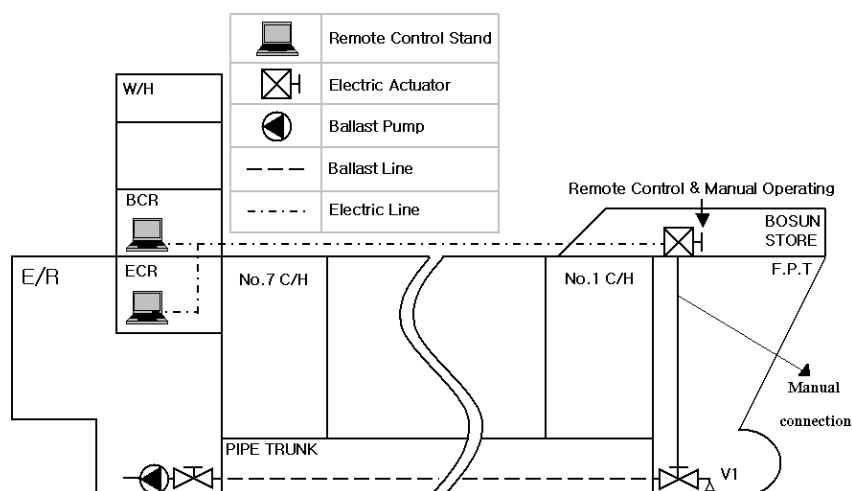 Remote Control Stand
W/H
Electric Actuator
Ballast Pump
Ballast Line
Electric Line
BCR
Remote Control & Manual Operating
BOSUN
STORE
E/R
ECR
No.7 C/H
No.1 C/H
F.P.T
Manual
connection
PIPE TRUNK
V1